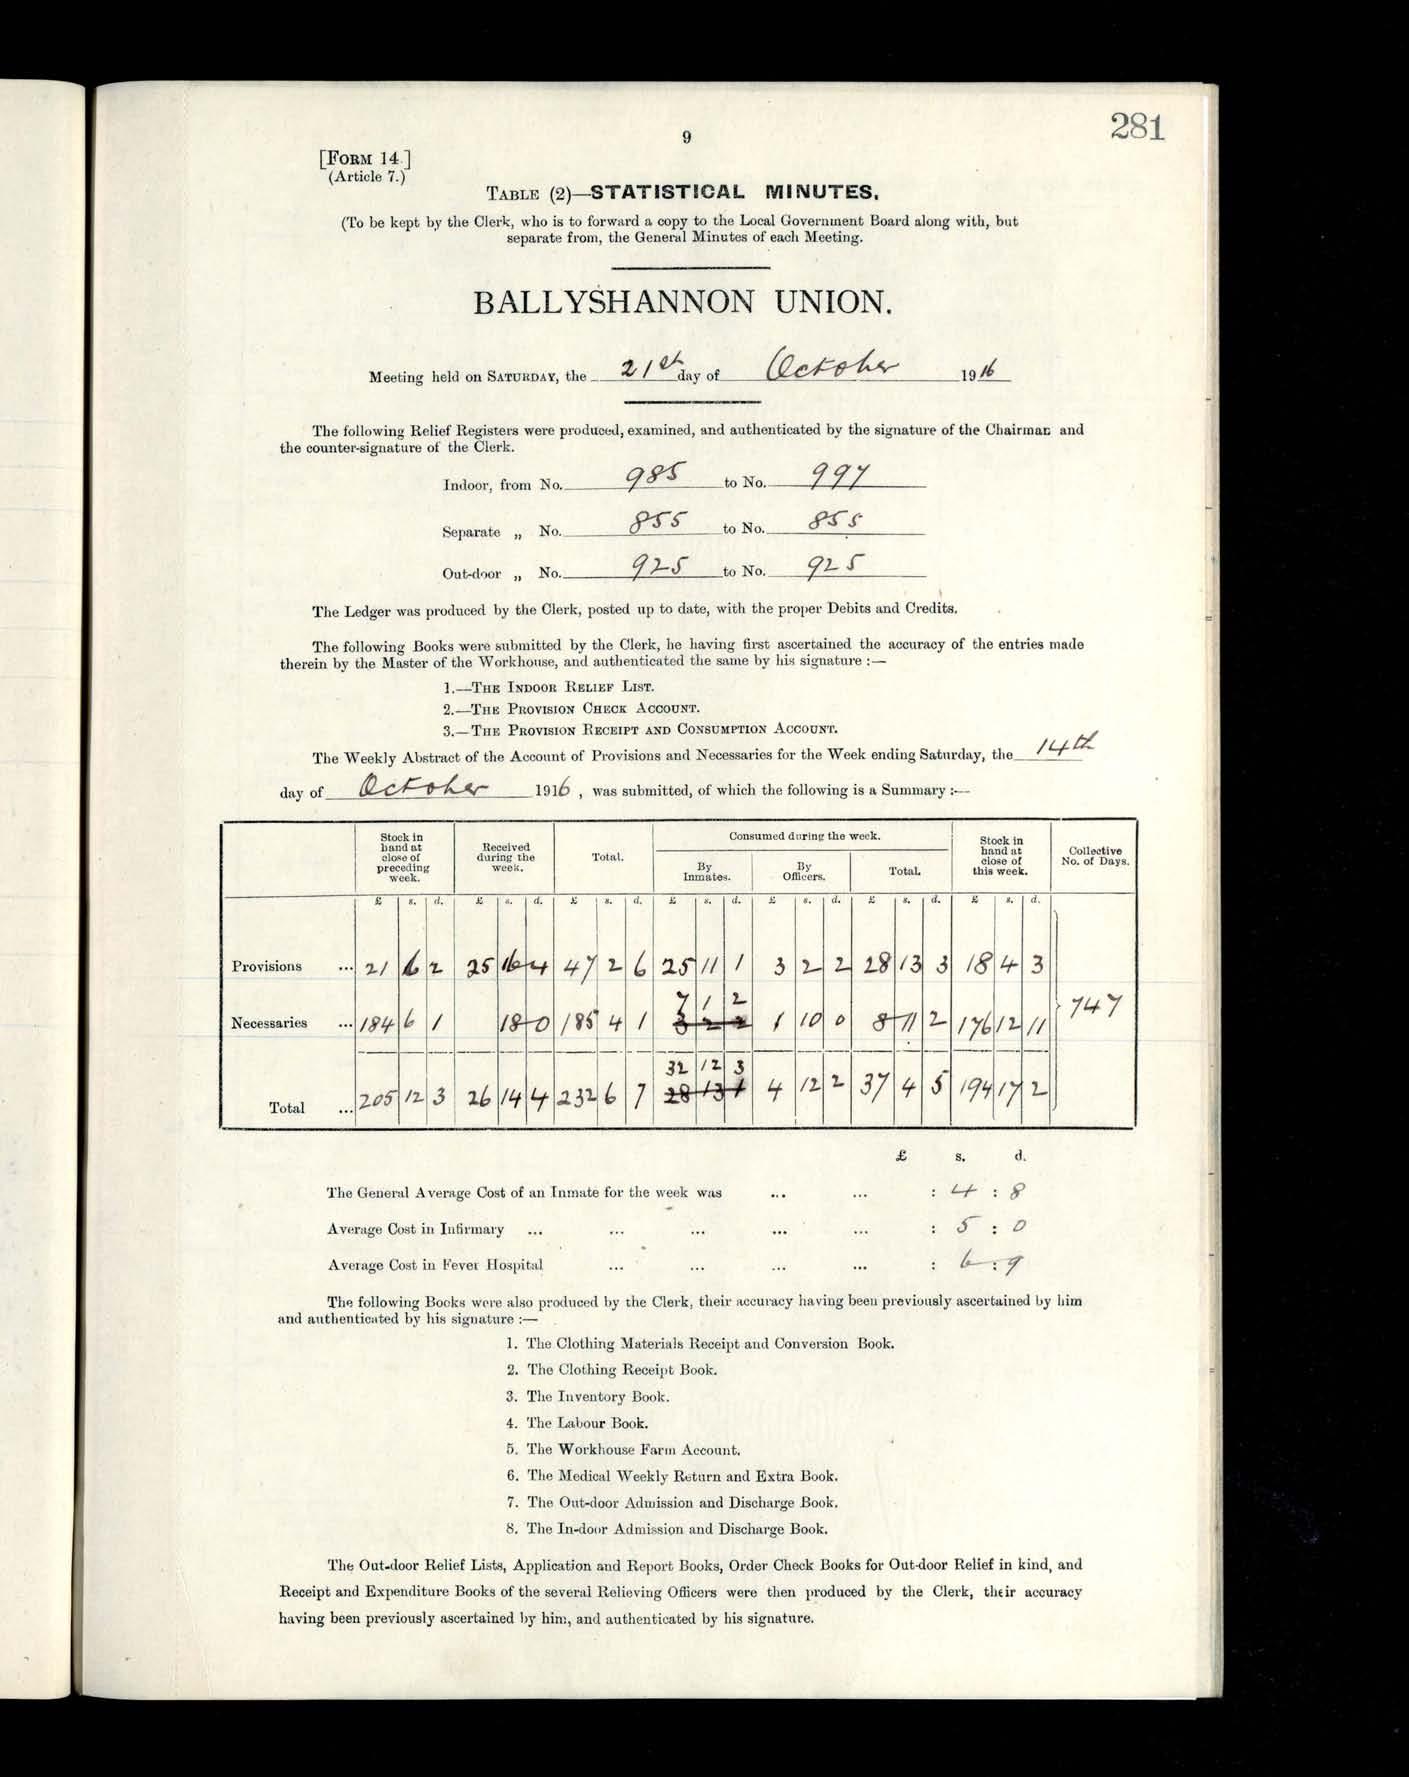 281
9
[FORM 14.]
(Article 7.)
TABLE (2)—STATISTICAL MINUTES.
(To be kept by the Clerk, who is to forward a copy to the Local Government Board along with, but
separate from, the General Minutes of each Meeting.
BALLYSHANNON UNION.
Meeting held on SATURDAY, the 21st day of October 1916
The following Relief Registers were produced, examined, and authenticated by the signature of the Chairman and
the counter-signature of the Clerk.
Indoor, from No. 985 to No. 997
Separate „ No. 855 to No. 855
Out-door „ No. 925 to No. 925
The Ledger was produced by the Clerk, posted up to date, with the proper Debits and Credits.
The following Books were submitted by the Clerk, he having first ascertained the accuracy of the entries made
therein by the Master of the Workhouse, and authenticated the same by his signature :—
1.—THE INDOOR RELIEF LIST.
2.—THE PROVISION CHECK ACCOUNT.
3.—THE PROVISION RECEIPT AND CONSUMPTION ACCOUNT.
The Weekly Abstract of the Account of Provisions and Necessaries for the Week ending Saturday, the 14th
day of October 1916 , was submitted, of which the following is a Summary :—
Stock in hand at close of preceding week. Received during the week. Total. Consumed during the week. Stock in hand at close of this week. Collective No. of Days.
By Inmates. By Officers. Total.
£ s. d. £ s. d. £ s. d. £ s. d. £ s. d. £ s. d. £ s. d.
Provisions ... 21 6 2 25 16 4 47 2 6 25 11 1 3 2 2 28 13 3 18 4 3
7 1 2
Necessaries ... 184 6 1 18 0 185 4 1 3 2 2 1 10 0 8 11 2 176 12 11 747
32 12 3
Total ... 205 12 3 26 14 4 232 6 7 28 13 1 4 12 2 37 4 5 194 17 2
£ s. d.
The General Average Cost of an Inmate for the week was ... ... : 4 : 8
Average Cost in Infirmary ... ... ... ... ... : 5 : 0
Average Cost in Fever Hospital ... ... ... ... : 6 : 9
The following Books were also produced by the Clerk, their accuracy having been previously ascertained by him
and authenticated by his signature :—
1. The Clothing Materials Receipt and Conversion Book.
2. The Clothing Receipt Book.
3. The Inventory Book.
4. The Labour Book.
5. The Workhouse Farm Account.
6. The Medical Weekly Return and Extra Book.
7. The Out-door Admission and Discharge Book.
8. The In-door Admission and Discharge Book.
The Out-door Relief Lists, Application and Report Books, Order Check Books for Out-door Relief in kind, and
Receipt and Expenditure Books of the several Relieving Officers were then produced by the Clerk, their accuracy
having been previously ascertained by him, and authenticated by his signature.